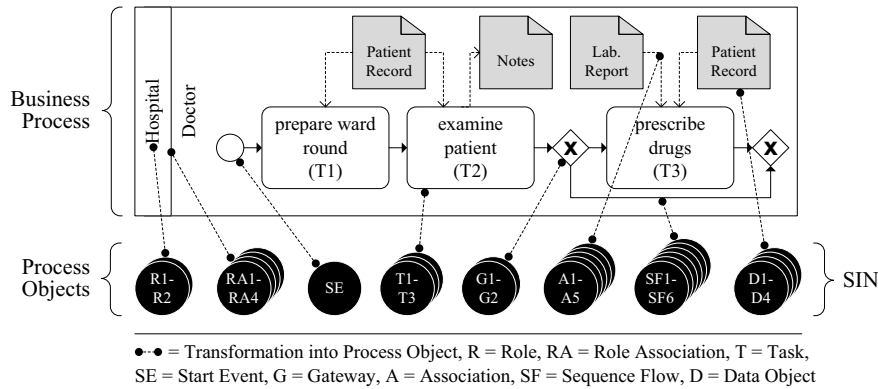 Business
Process
Hospital
Doctor
Patient
Record
Notes
Lab.
Report
Patient
Record
prepare ward
round
(T1)
examine
patient
(T2)
X
prescribe
drugs
(T3)
X
Process
Objects
R1-
R2
RA1-
RA4
SE
T1-
T3
G1-
G2
A1-
A5
SF1-
SF6
D1-
D4
SIN
= Transformation into Process Object, R = Role, RA = Role Association, T = Task,
SE = Start Event, G = Gateway, A = Association, SF = Sequence Flow, D = Data Object